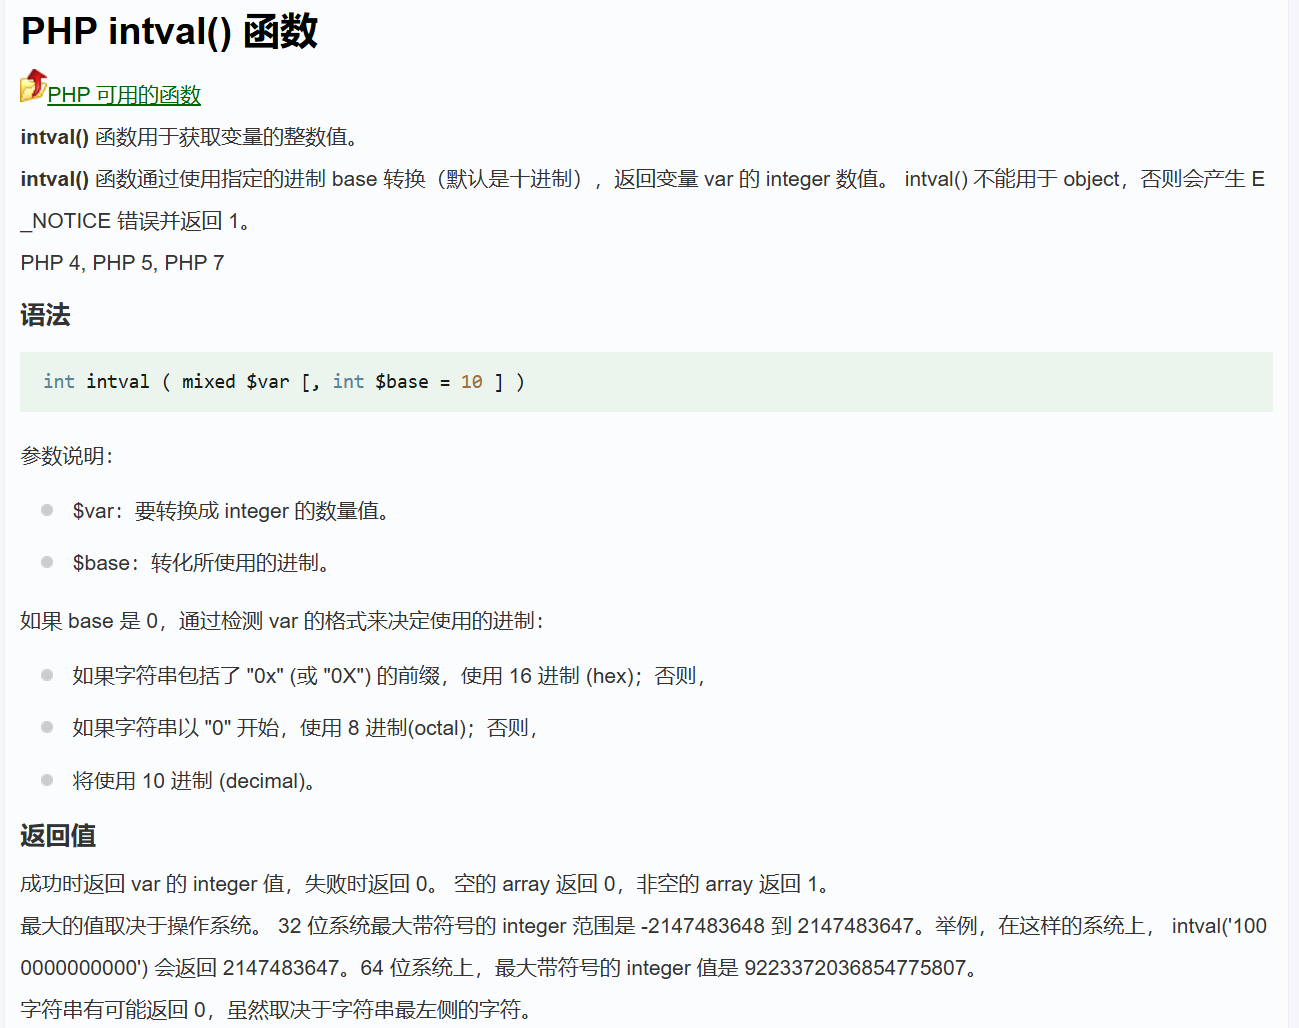 PHP intval() 函数
PHP 可用的函数
intval() 函数用于获取变量的整数值。
intval() 函数通过使用指定的进制 base 转换（默认是十进制），返回变量 var 的 integer 数值。 intval() 不能用于 object，否则会产生 E
_NOTICE 错误并返回 1。
PHP 4, PHP 5, PHP 7
语法
int intval ( mixed $var [, int $base = 10 ] )
参数说明：
$var：要转换成 integer 的数量值。
$base：转化所使用的进制。
如果 base 是 0，通过检测 var 的格式来决定使用的进制：
如果字符串包括了 "0x" (或 "0X") 的前缀，使用 16 进制 (hex)；否则，
如果字符串以 "0" 开始，使用 8 进制(octal)；否则，
将使用 10 进制 (decimal)。
返回值
成功时返回 var 的 integer 值，失败时返回 0。 空的 array 返回 0，非空的 array 返回 1。
最大的值取决于操作系统。 32 位系统最大带符号的 integer 范围是 -2147483648 到 2147483647。举例，在这样的系统上， intval('100
0000000000') 会返回 2147483647。64 位系统上，最大带符号的 integer 值是 9223372036854775807。
字符串有可能返回 0，虽然取决于字符串最左侧的字符。